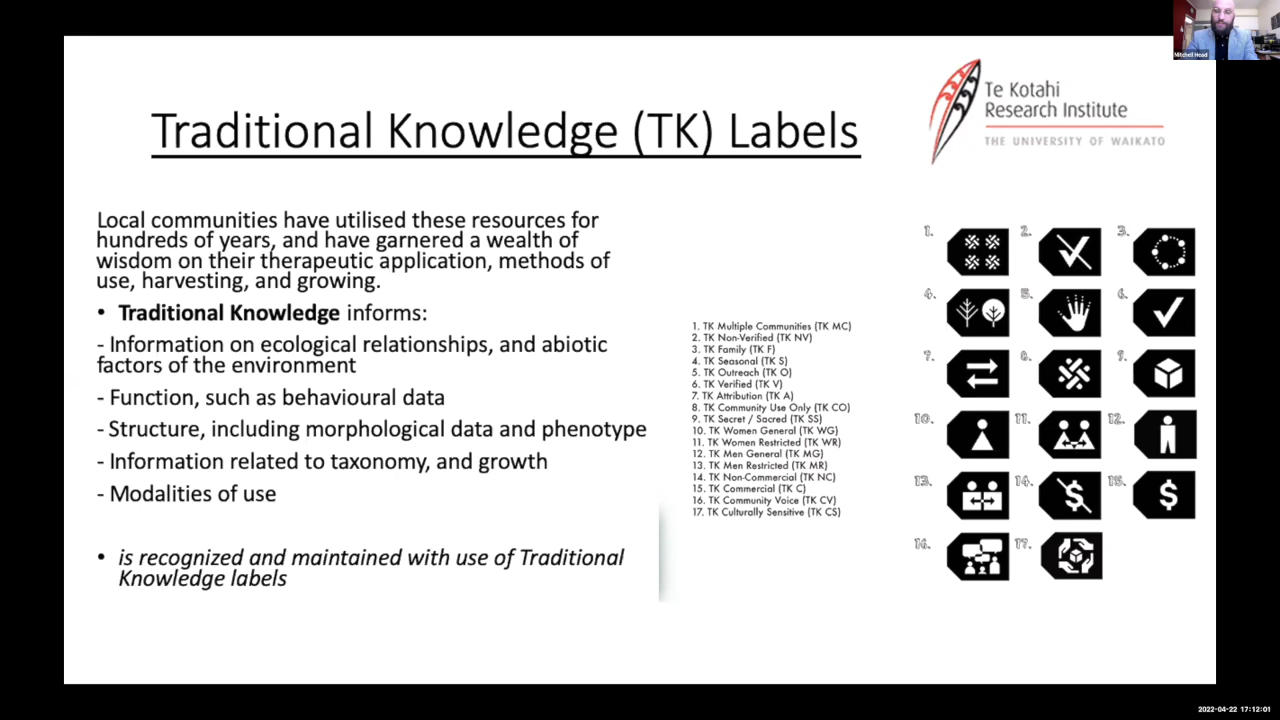 Mitchell Head
Te Kotahi
Research Institute
THE UNIVERSITY OF WAIKATO
Traditional Knowledge (TK) Labels
Local communities have utilised these resources for
hundreds of years, and have garnered a wealth of
wisdom on their therapeutic application, methods of
use, harvesting, and growing.
• Traditional Knowledge informs:
- Information on ecological relationships, and abiotic
factors of the environment
- Function, such as behavioural data
- Structure, including morphological data and phenotype
- Information related to taxonomy, and growth
- Modalities of use
• is recognized and maintained with use of Traditional
Knowledge labels
1. TK Multiple Communities (TK MC)
2. TK Non-Verified (TK NV)
3. TK Family (TK F)
4. TK Seasonal (TK S)
5. TK Outreach (TK O)
6. TK Verified (TK V)
7. TK Attribution (TK A)
8. TK Community Use Only (TK CO)
9. TK Secret / Sacred (TK SS)
10. TK Women General (TK WG)
11. TK Women Restricted (TK WR)
12. TK Men General (TK MG)
13. TK Men Restricted (TK MR)
14. TK Non-Commercial (TK NC)
15. TK Commercial (TK C)
16. TK Community Voice (TK CV)
17. TK Culturally Sensitive (TK CS)
1. 2. 3.
4. 5. 6.
7. 8. 9.
10. 11. 12.
13. 14. 15.
16. 17.
2022-04-22 17:12:01